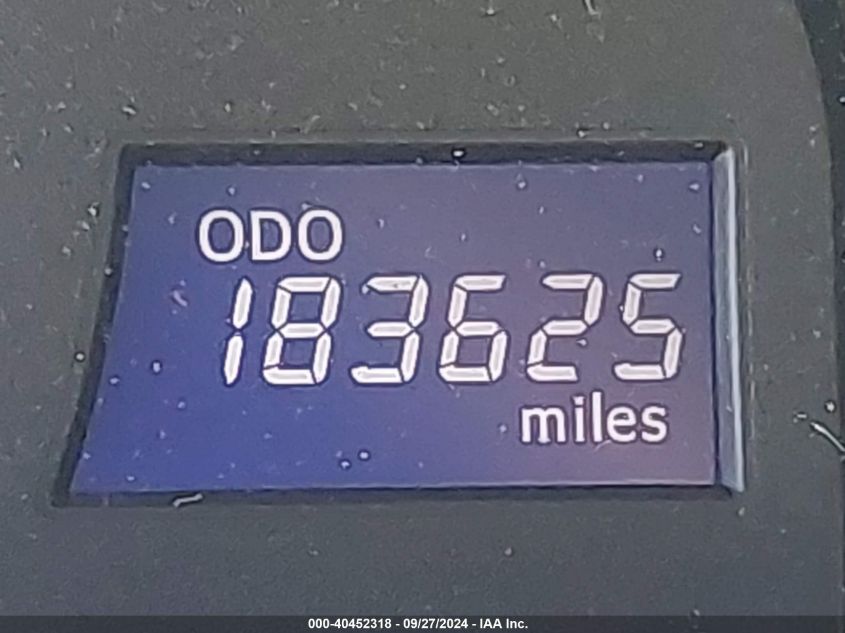 ODO
183625
miles
000-40452318 - 09/27/2024 - IAA Inc.